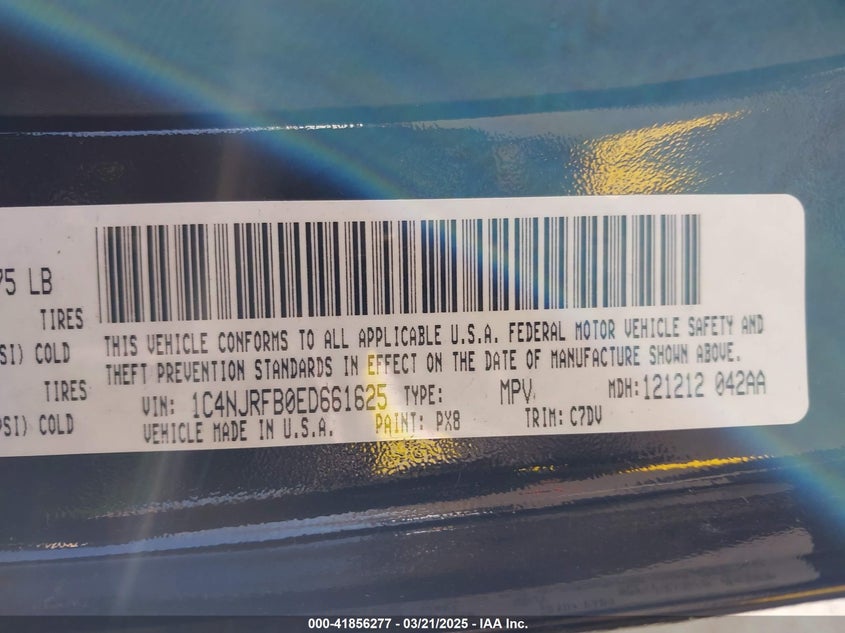 75 LB
TIRES
SI) COLD
TIRES
PSI) COLD
THIS VEHICLE CONFORMS TO ALL APPLICABLE U.S.A. FEDERAL MOTOR VEHICLE SAFETY AND
THEFT PREVENTION STANDARDS IN EFFECT ON THE DATE OF MANUFACTURE SHOWN ABOVE.
VIN: 1C4NJRFB0ED661625 TYPE: MPV MDH: 121212 042AA
VEHICLE MADE IN U.S.A. PAINT: PX8 TRIM: C7DV
000-41856277 — 03/21/2025 — IAA Inc.